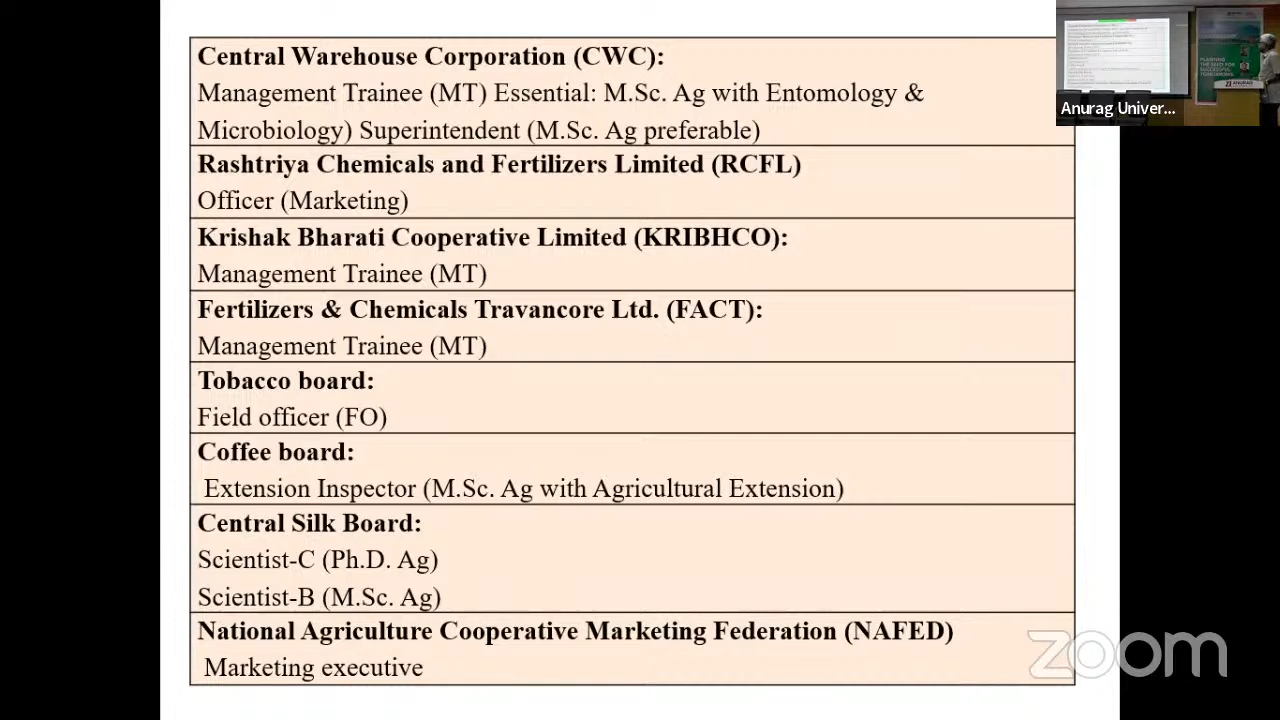 Central Warehouse Corporation (CWC):
Management Trainee (MT) Essential: M.Sc. Ag with Entomology &
Microbiology) Superintendent (M.Sc. Ag preferable)
Rashtriya Chemicals and Fertilizers Limited (RCFL)
Officer (Marketing)
Krishak Bharati Cooperative Limited (KRIBHCO):
Management Trainee (MT)
Fertilizers & Chemicals Travancore Ltd. (FACT):
Management Trainee (MT)
Tobacco board:
Field officer (FO)
Coffee board:
Extension Inspector (M.Sc. Ag with Agricultural Extension)
Central Silk Board:
Scientist-C (Ph.D. Ag)
Scientist-B (M.Sc. Ag)
National Agriculture Cooperative Marketing Federation (NAFED)
Marketing executive
Anurag Univer...
zoom